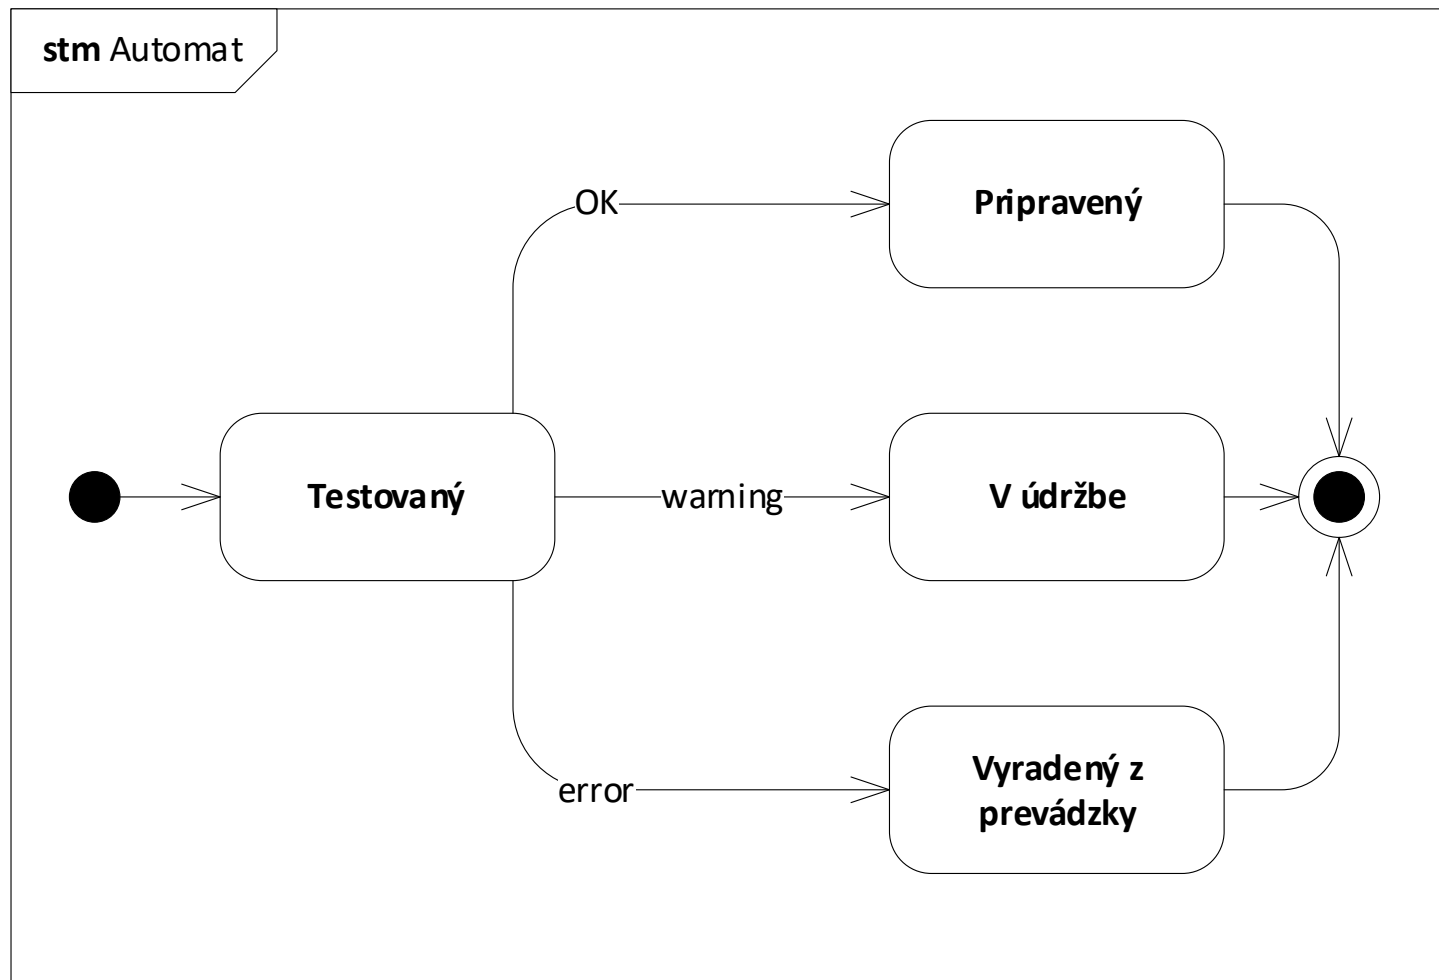 stm Automat
OK
Pripravený
Testovaný
warning
V údržbe
error
Vyradený z
prevádzky